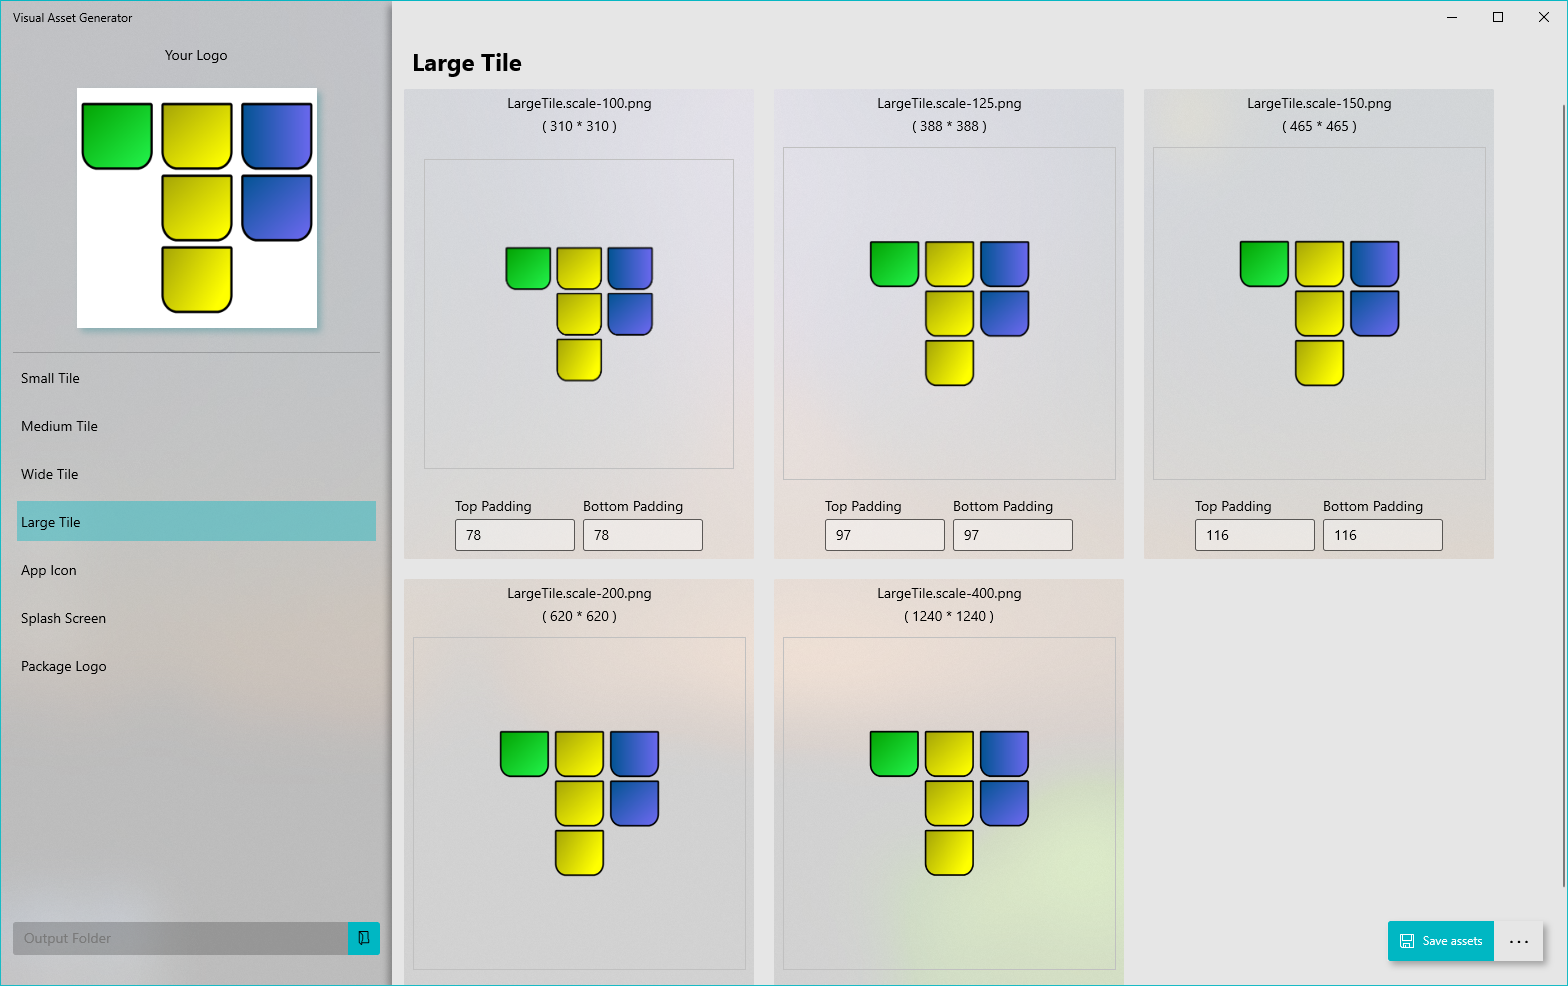 Visual Asset Generator
Your Logo
Small Tile
Medium Tile
Wide Tile
Large Tile
App Icon
Splash Screen
Package Logo
Output Folder
Large Tile
LargeTile.scale-100.png
( 310 * 310 )
Top Padding
Bottom Padding
78
78
LargeTile.scale-125.png
( 388 * 388 )
Top Padding
Bottom Padding
97
97
LargeTile.scale-150.png
( 465 * 465 )
Top Padding
Bottom Padding
116
116
LargeTile.scale-200.png
( 620 * 620 )
LargeTile.scale-400.png
( 1240 * 1240 )
Save assets